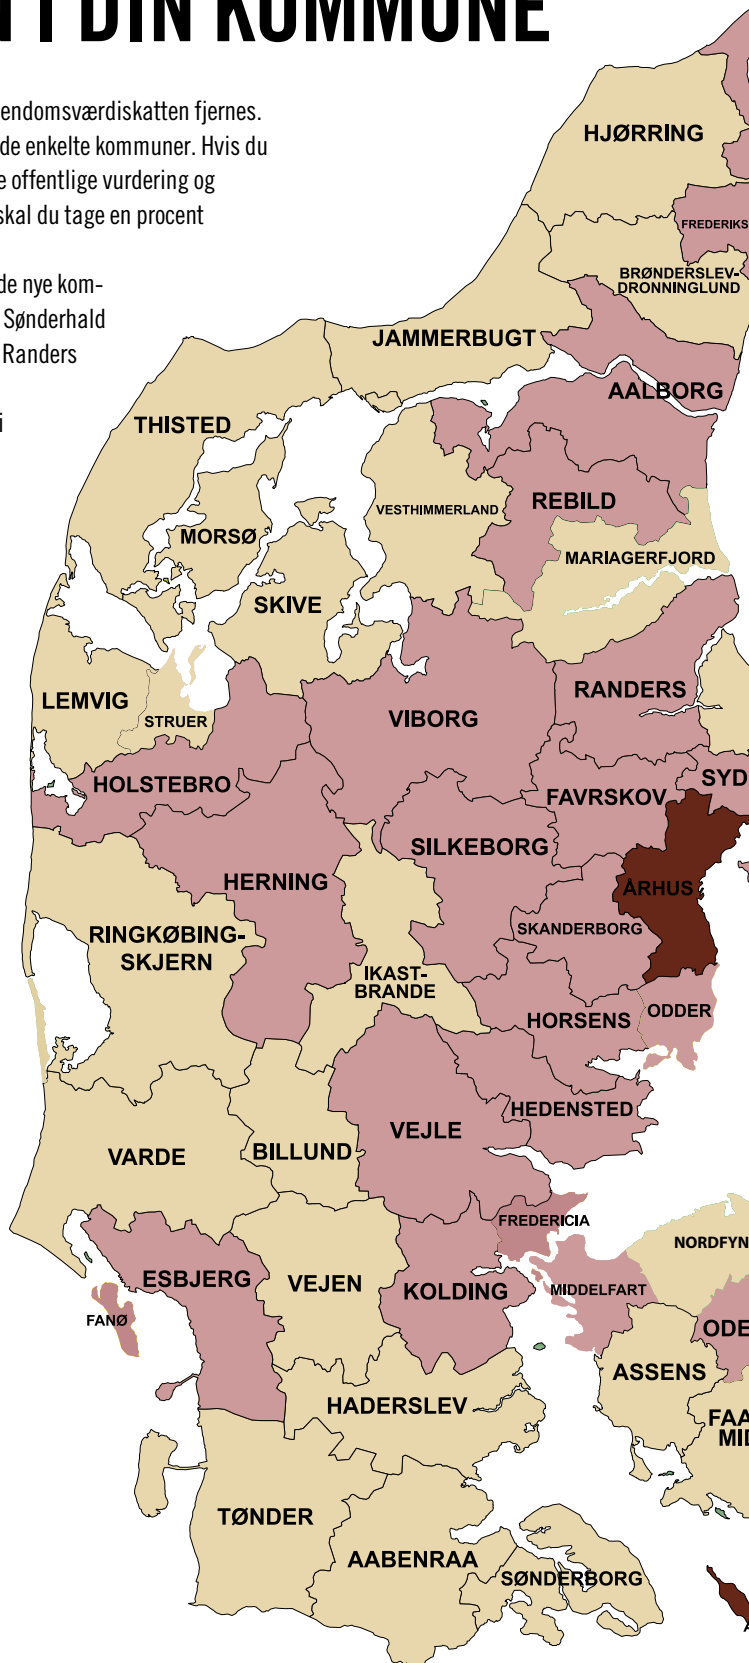 I DIN KOMMUNE
endomsværdiskatten fjernes.
de enkelte kommuner. Hvis du
e offentlige vurdering og
skal du tage en procent
de nye kom-
Sønderhald
Randers
i
HJØRRING
FREDERIKS
BRØNDERSLEV-
DRONNINGLUND
JAMMERBUGT
AALBORG
THISTED
REBILD
VESTHIMMERLAND
MORSØ
MARIAGERFJORD
SKIVE
RANDERS
LEMVIG
VIBORG
STRUER
SYD
HOLSTEBRO
FAVRSKOV
SILKEBORG
HERNING
ÅRHUS
SKANDERBORG
RINGKØBING-
SKJERN
IKAST-
BRANDE
ODDER
HORSENS
HEDENSTED
VEJLE
VARDE
BILLUND
FREDERICIA
NORDFYN
ESBJERG
VEJEN
KOLDING
MIDDELFART
FANØ
ODE
ASSENS
HADERSLEV
FAA
MID
TØNDER
AABENRAA
SØNDERBORG